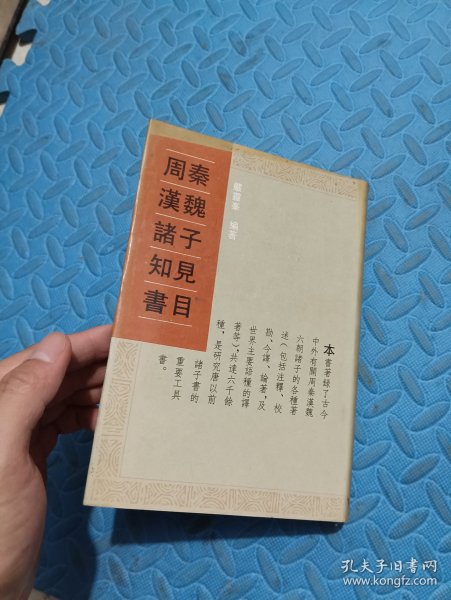 周秦
漢魏
諸子
知見
書目
嚴靈峯 編著
本書著錄了古今
中外有關周秦漢魏
六朝諸子的各種著
述(包括注釋、校
勘、今譯、論著,及
世界主要語種的譯
著等),共達六千餘
種,是研究唐以前
諸子書的
重要工具
書。
孔夫子旧书网
www.kongfz.com